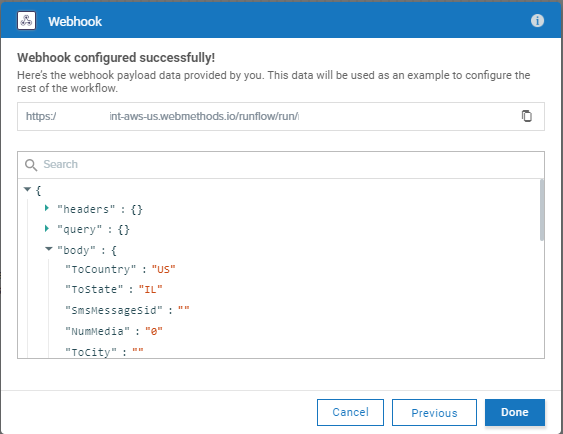 Webhook
Webhook configured successfully!
Here's the webhook payload data provided by you. This data will be used as an example to configure the
rest of the workflow.
https:/ int-aws-us.webmethods.io/runflow/run/
Search
{
"headers" : {}
"query" : {}
"body" : {
"ToCountry" : "US"
"ToState" : "IL"
"SmsMessageSid" : ""
"NumMedia" : "0"
"ToCity" : ""
Cancel
Previous
Done